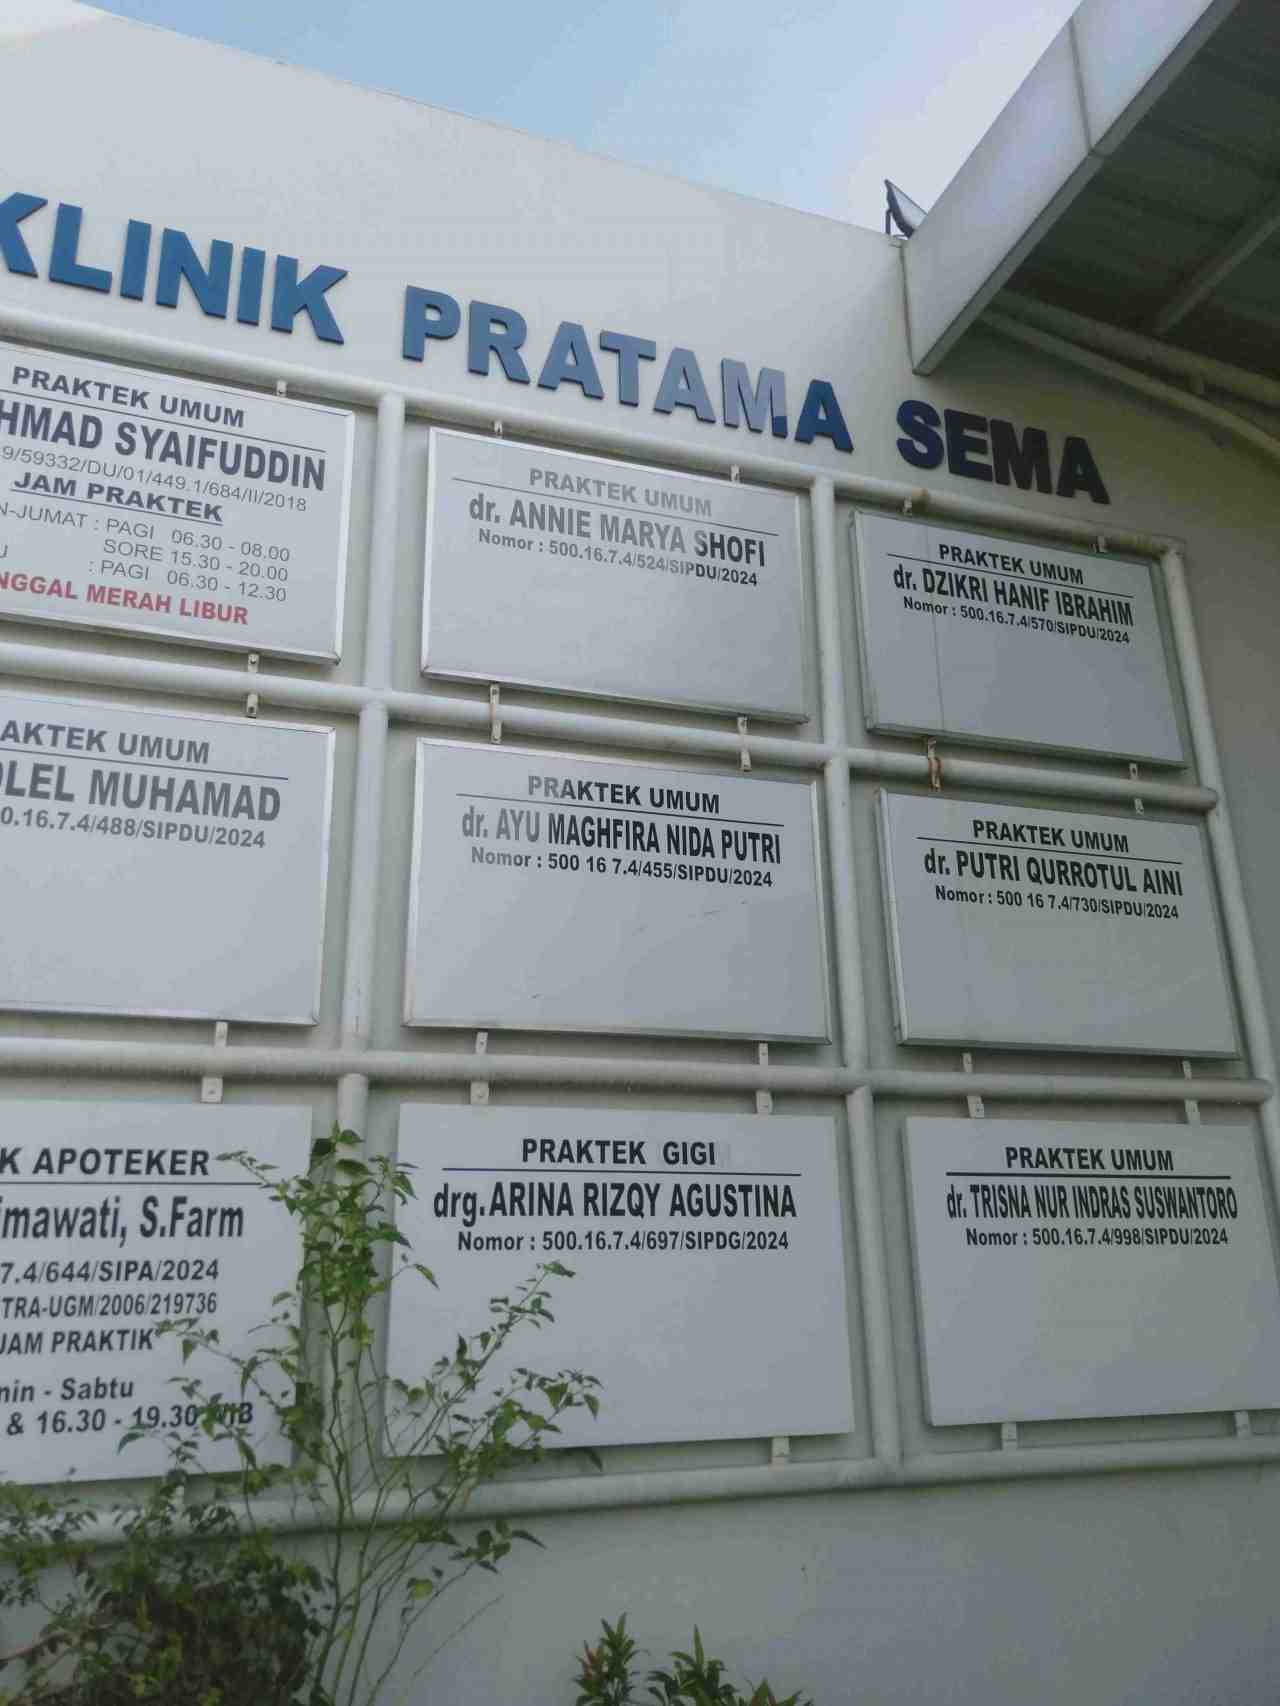 KLINIK PRATAMA SEMA
PRAKTEK UMUM
HMAD SYAIFUDDIN
9/59332/DU/01/449.1/684/II/2018
JAM PRAKTEK
N-JUMAT : PAGI 06.30 - 08.00
SORE 15.30 - 20.00
U : PAGI 06.30 - 12.30
NGGAL MERAH LIBUR
PRAKTEK UMUM
dr. ANNIE MARYA SHOFI
Nomor : 500.16.7.4/524/SIPDU/2024
PRAKTEK UMUM
dr. DZIKRI HANIF IBRAHIM
Nomor : 500.16.7.4/570/SIPDU/2024
AKTEK UMUM
OLEL MUHAMAD
0.16.7.4/488/SIPDU/2024
PRAKTEK UMUM
dr. AYU MAGHFIRA NIDA PUTRI
Nomor : 500 16 7.4/455/SIPDU/2024
PRAKTEK UMUM
dr. PUTRI QURROTUL AINI
Nomor : 500 16 7.4/730/SIPDU/2024
K APOTEKER
imawati, S.Farm
7.4/644/SIPA/2024
TRA-UGM/2006/219736
JAM PRAKTIK
nin - Sabtu
& 16.30 - 19.30 WIB
PRAKTEK GIGI
drg. ARINA RIZQY AGUSTINA
Nomor : 500.16.7.4/697/SIPDG/2024
PRAKTEK UMUM
dr. TRISNA NUR INDRAS SUSWANTORO
Nomor : 500.16.7.4/998/SIPDU/2024